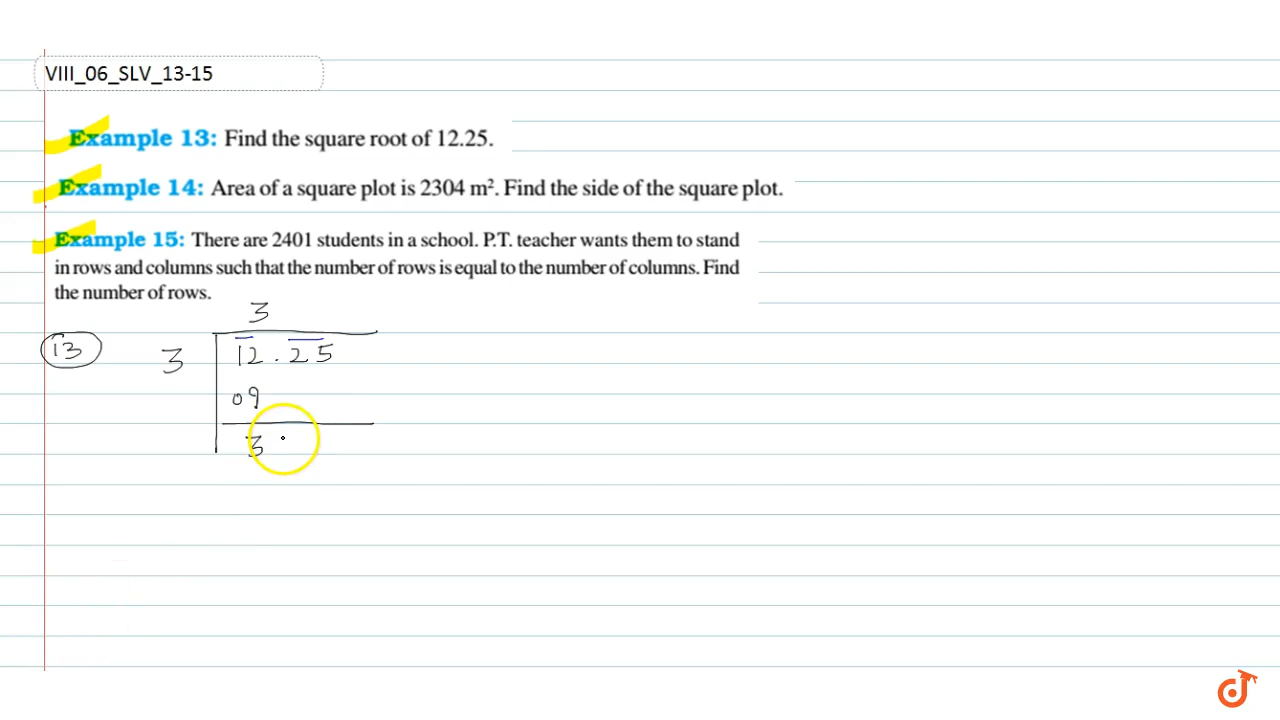 VIII_06_SLV_13-15
Example 13: Find the square root of 12.25.
Example 14: Area of a square plot is 2304 m². Find the side of the square plot.
Example 15: There are 2401 students in a school. P.T. teacher wants them to stand
in rows and columns such that the number of rows is equal to the number of columns. Find
the number of rows.
3
13 3 12.25
09
3